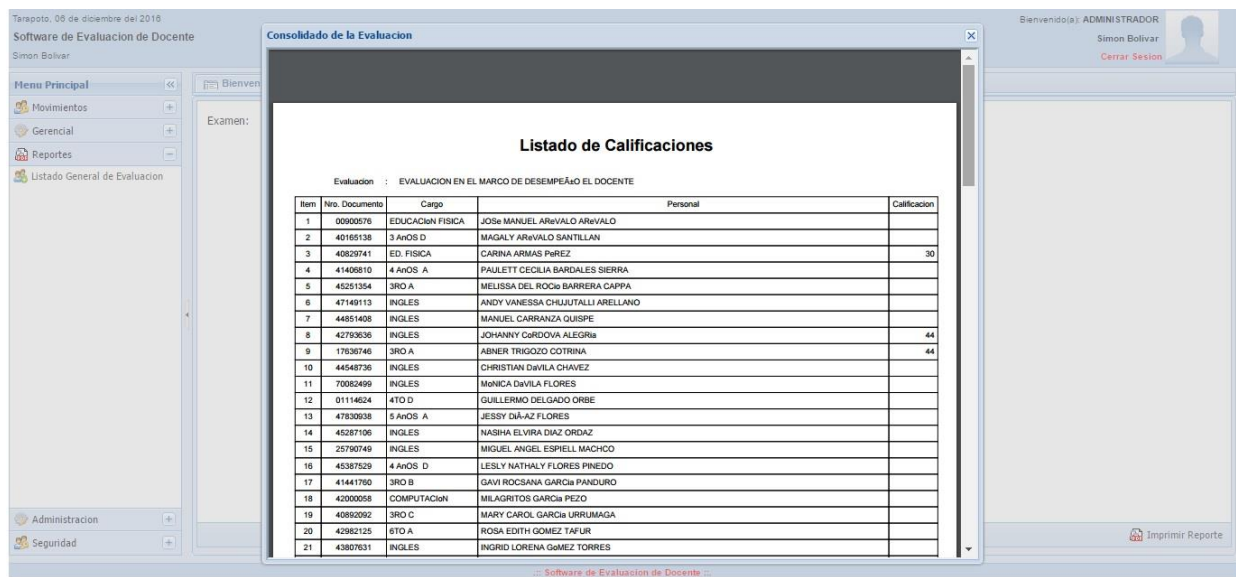 Tarapoto, 06 de diciembre del 2016
Software de Evaluacion de Docente
Simon Bolivar
Bienvenido(a): ADMINISTRADOR
Simon Bolivar
Cerrar Sesion
Menu Principal
Movimientos
Gerencial
Reportes
Listado General de Evaluacion
Administracion
Seguridad
Bienven
Examen:
Consolidado de la Evaluacion
Listado de Calificaciones
Evaluacion : EVALUACION EN EL MARCO DE DESEMPEñO EL DOCENTE
Item Nro. Documento Cargo Personal Calificacion
1 00900576 EDUCACIoN FISICA JOSe MANUEL AReVALO AReVALO
2 40165138 3 AnOS D MAGALY AReVALO SANTILLAN
3 40829741 ED. FISICA CARINA ARMAS PeREZ 30
4 41406810 4 AnOS A PAULETT CECILIA BARDALES SIERRA
5 45251354 3RO A MELISSA DEL ROCio BARRERA CAPPA
6 47149113 INGLES ANDY VANESSA CHUJUTALLI ARELLANO
7 44851408 INGLES MANUEL CARRANZA QUISPE
8 42793636 INGLES JOHANNY CoRDOVA ALEGRia 44
9 17636746 3RO A ABNER TRIGOZO COTRINA 44
10 44548736 INGLES CHRISTIAN DaVILA CHAVEZ
11 70082499 INGLES MoNICA DaVILA FLORES
12 01114624 4TO D GUILLERMO DELGADO ORBE
13 47830938 5 AnOS A JESSY DiÂ-AZ FLORES
14 45287106 INGLES NASIHA ELVIRA DIAZ ORDAZ
15 25790749 INGLES MIGUEL ANGEL ESPIELL MACHCO
16 45387529 4 AnOS D LESLY NATHALY FLORES PINEDO
17 41441760 3RO B GAVI ROCSANA GARCia PANDURO
18 42000058 COMPUTACIoN MILAGRITOS GARCia PEZO
19 40892092 3RO C MARY CAROL GARCia URRUMAGA
20 42982125 6TO A ROSA EDITH GOMEZ TAFUR
21 43807631 INGLES INGRID LORENA GoMEZ TORRES
Imprimir Reporte
.:: Software de Evaluacion de Docente ::.